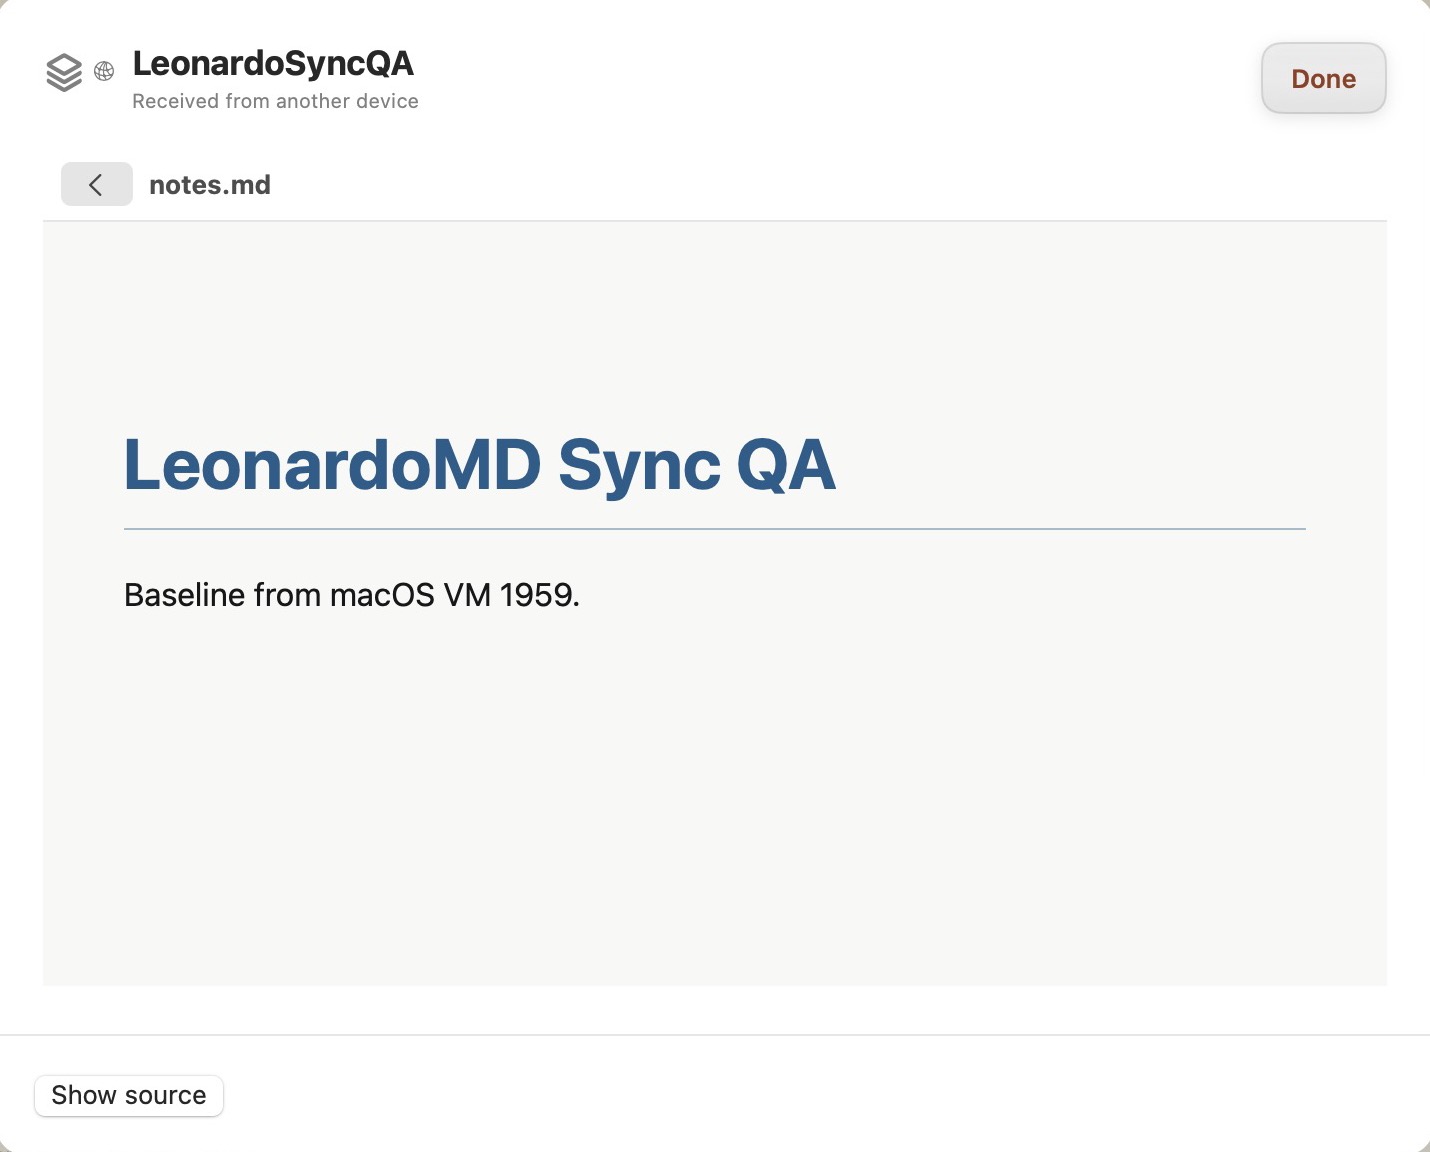 LeonardoSyncQA
Received from another device
Done
notes.md
LeonardoMD Sync QA
Baseline from macOS VM 1959.
Show source